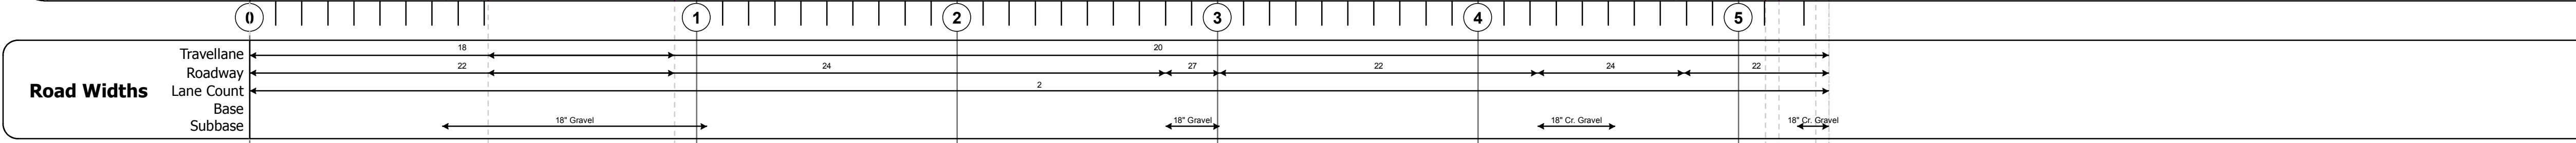 0 1 2 3 4 5
Road Widths
Travellane 18 20
Roadway 22 24 27 22 24 22
Lane Count 2
Base
Subbase 18" Gravel 18" Gravel 18" Cr. Gravel 18" Cr. Gravel